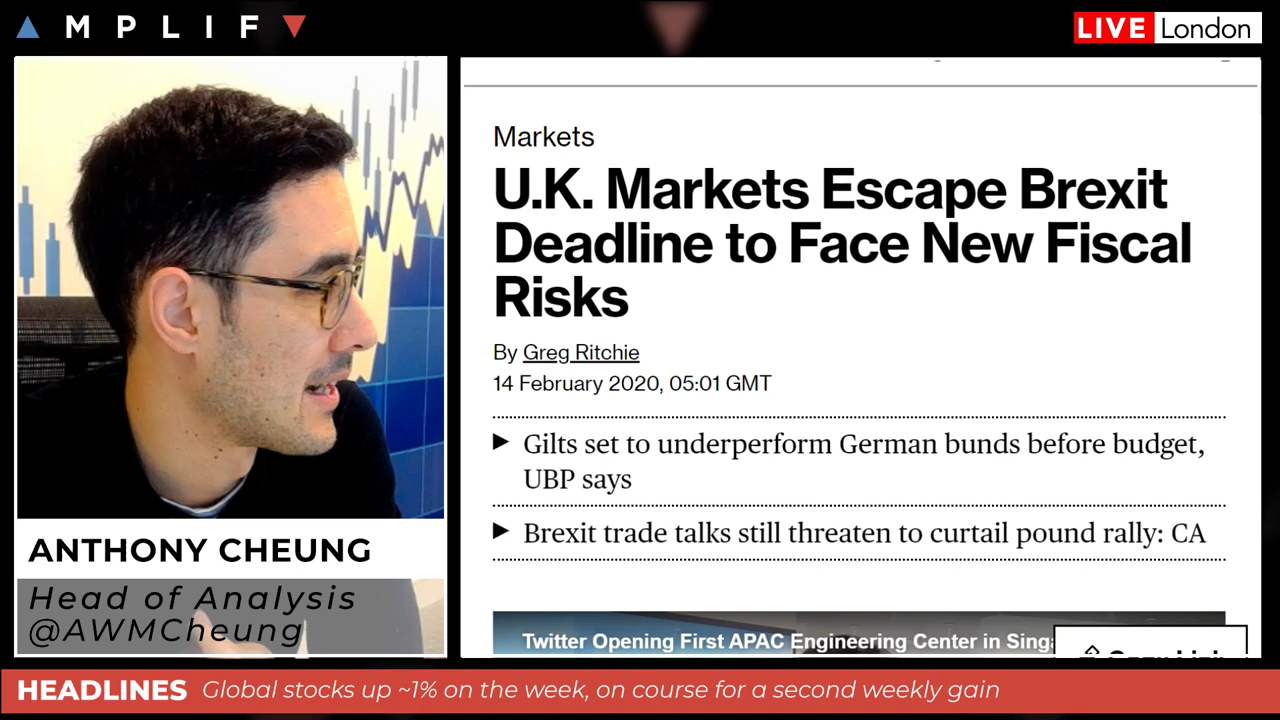 AMPLIFY
LIVE London
Markets
U.K. Markets Escape Brexit
Deadline to Face New Fiscal
Risks
By Greg Ritchie
14 February 2020, 05:01 GMT
Gilts set to underperform German bunds before budget,
UBP says
Brexit trade talks still threaten to curtail pound rally: CA
Twitter Opening First APAC Engineering Center in
ANTHONY CHEUNG
Head of Analysis
@AWMCheung
HEADLINES Global stocks up ~1% on the week, on course for a second weekly gain